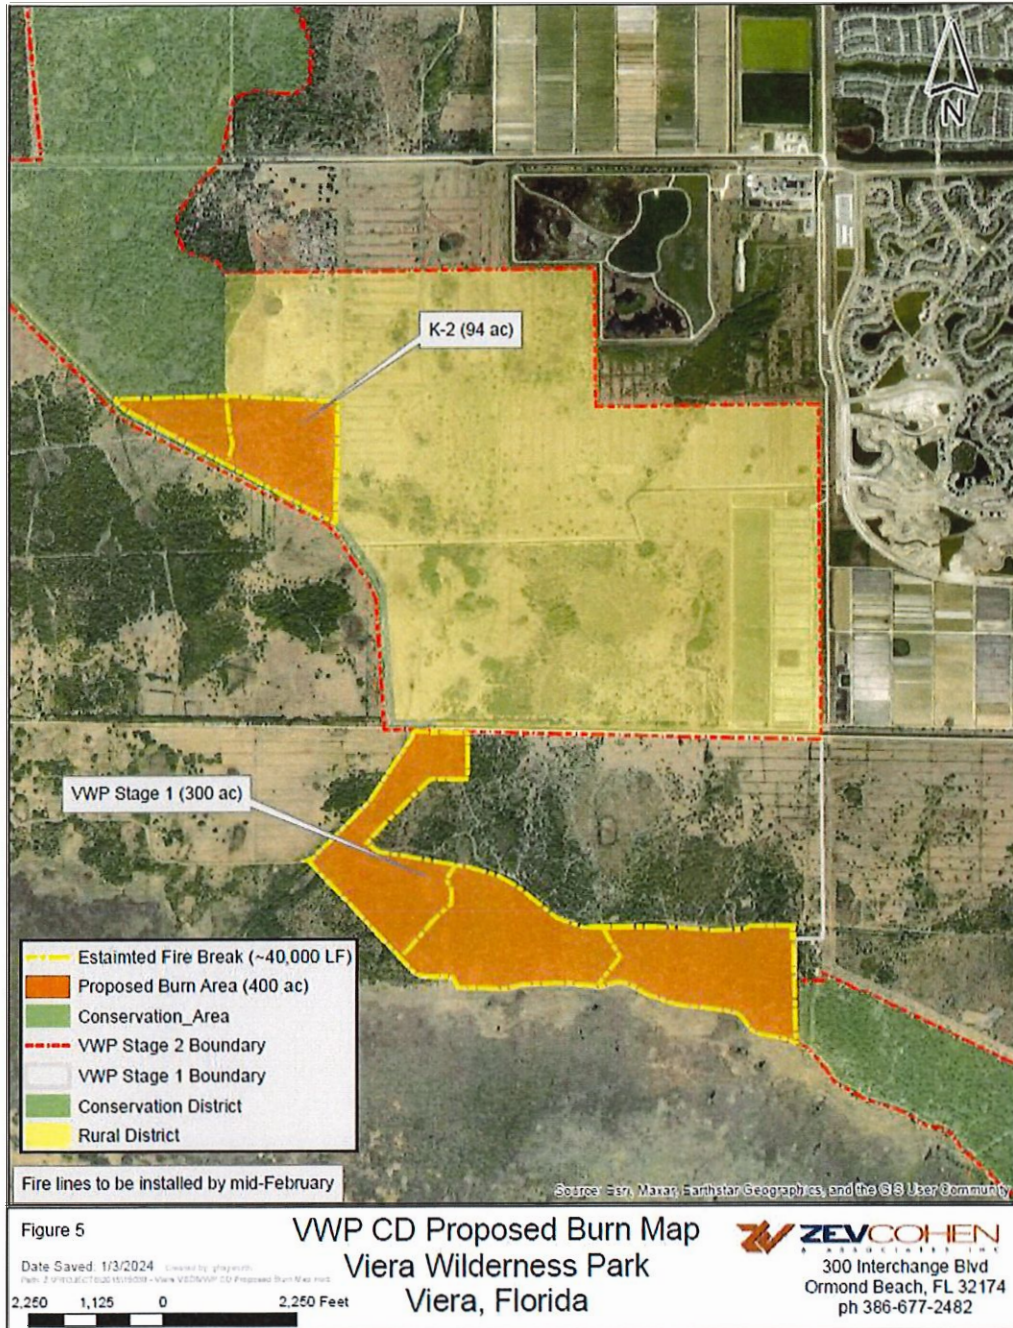 N
K-2 (94 ac)
VWP Stage 1 (300 ac)
Estaimted Fire Break (~40,000 LF)
Proposed Burn Area (400 ac)
Conservation_Area
VWP Stage 2 Boundary
VWP Stage 1 Boundary
Conservation District
Rural District
Fire lines to be installed by mid-February
Source: Esri, Maxar, Earthstar Geographics, and the GIS User Community
Figure 5
Date Saved: 1/3/2024
2,250 1,125 0 2,250 Feet
VWP CD Proposed Burn Map
Viera Wilderness Park
Viera, Florida
ZEVCOHEN
& ASSOCIATES INC
300 Interchange Blvd
Ormond Beach, FL 32174
ph 386-677-2482